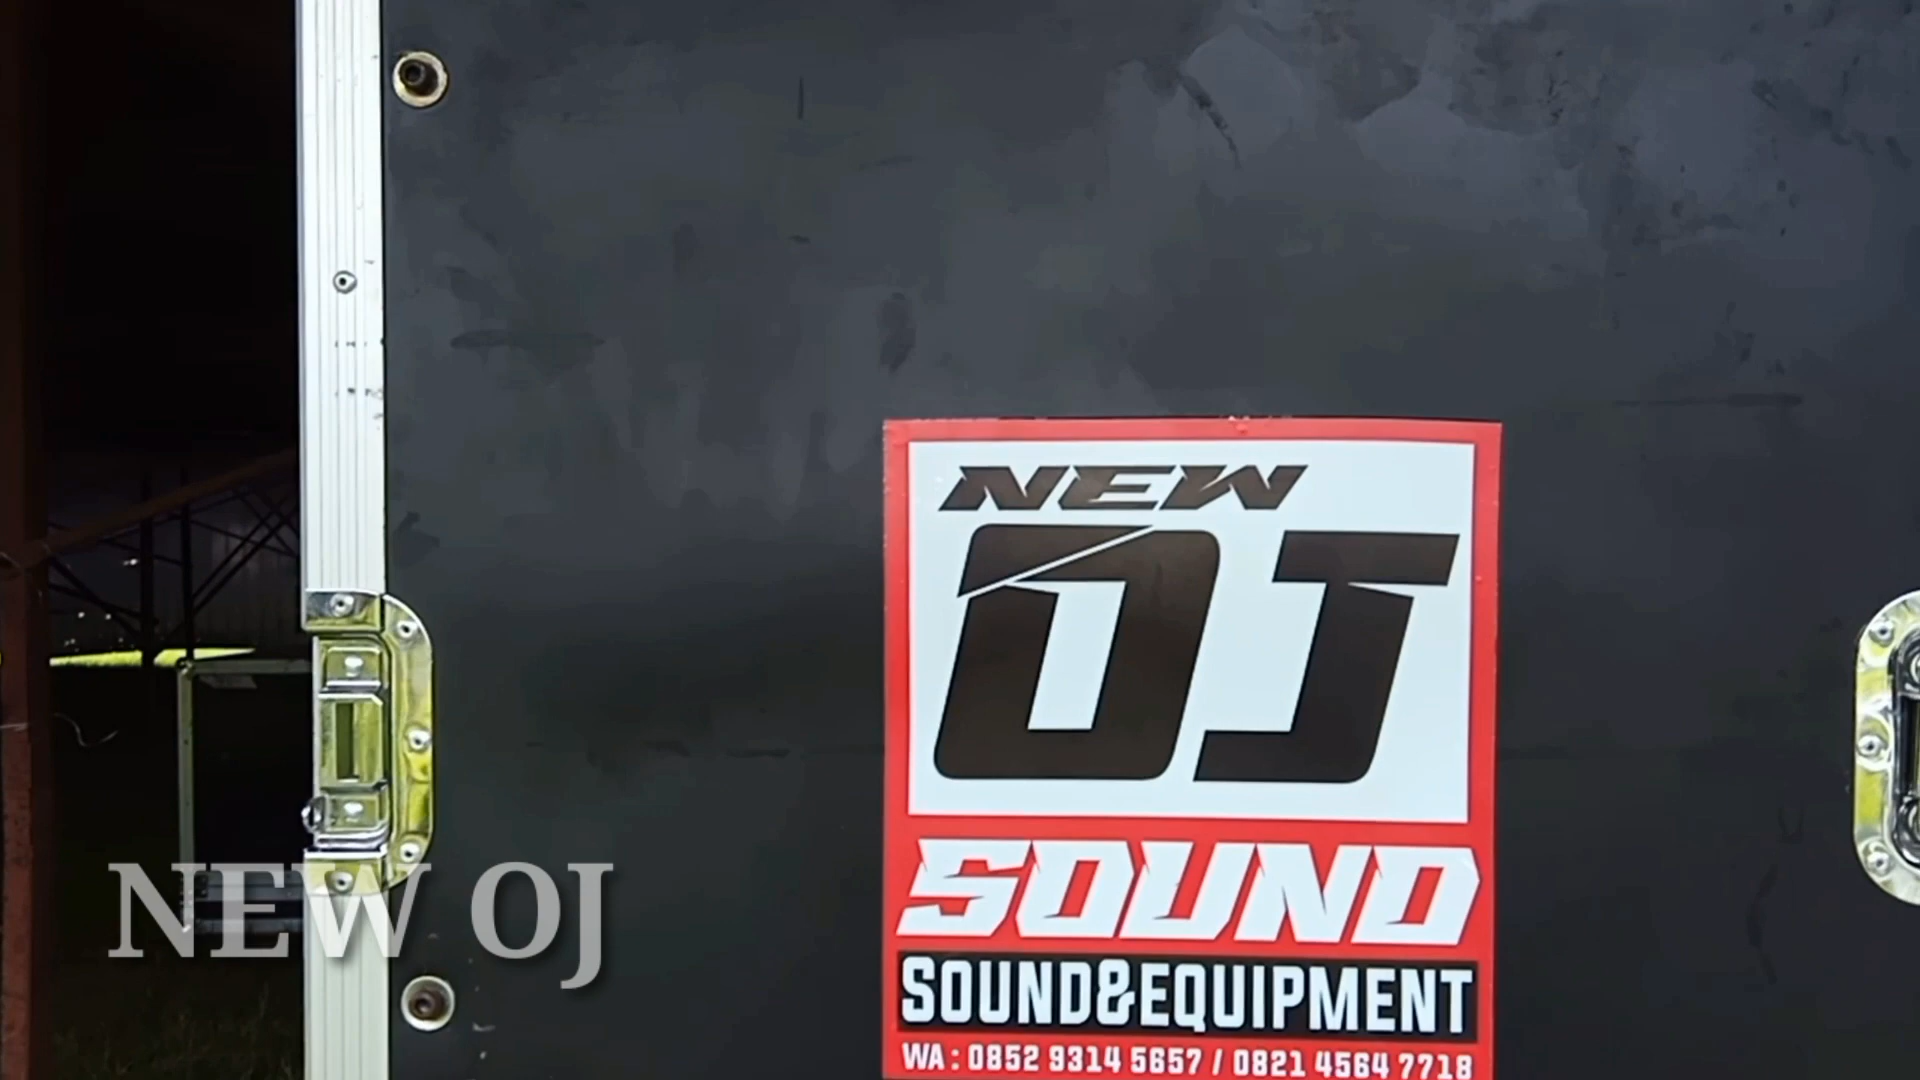 NEW
OJ
SOUND
SOUND&EQUIPMENT
WA : 0852 9314 5657 / 0821 4564 7718
NEW OJ